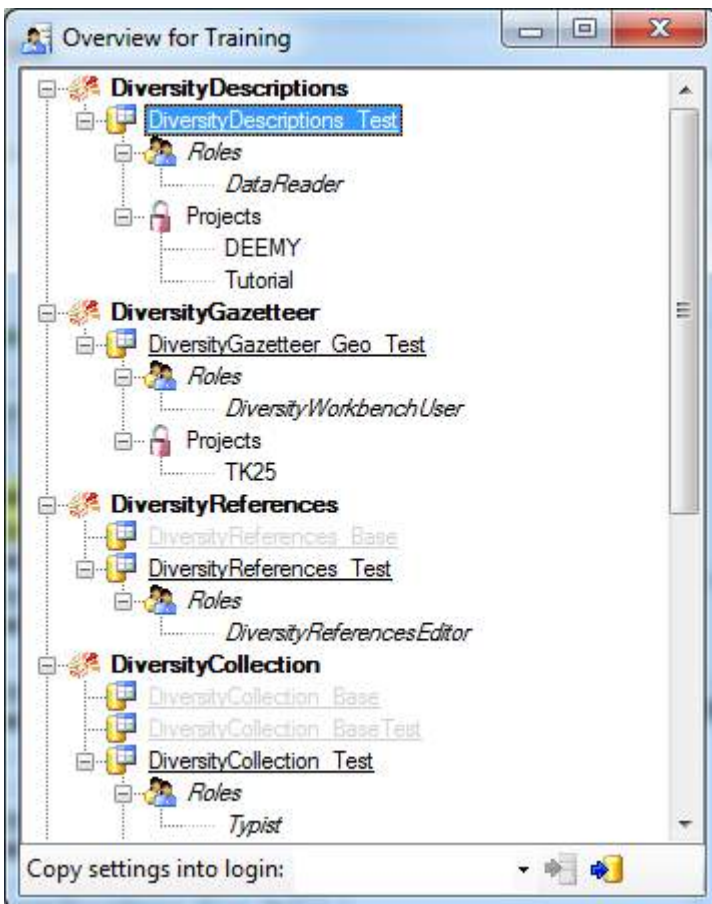 Overview for Training
DiversityDescriptions
DiversityDescriptions_Test
Roles
DataReader
Projects
DEEMY
Tutorial
DiversityGazetteer
DiversityGazetteer_Geo_Test
Roles
DiversityWorkbenchUser
Projects
TK25
DiversityReferences
DiversityReferences_Base
DiversityReferences_Test
Roles
DiversityReferencesEditor
DiversityCollection
DiversityCollection_Base
DiversityCollection_BaseTest
DiversityCollection_Test
Roles
Typist
Copy settings into login: